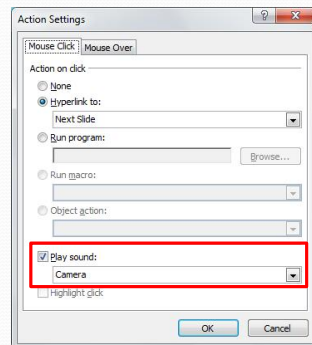 Action Settings
Mouse Click Mouse Over
Action on click
None
Hyperlink to:
Next Slide
Run program:
Browse...
Run macro:
Object action:
Play sound:
Camera
Highlight click
OK Cancel